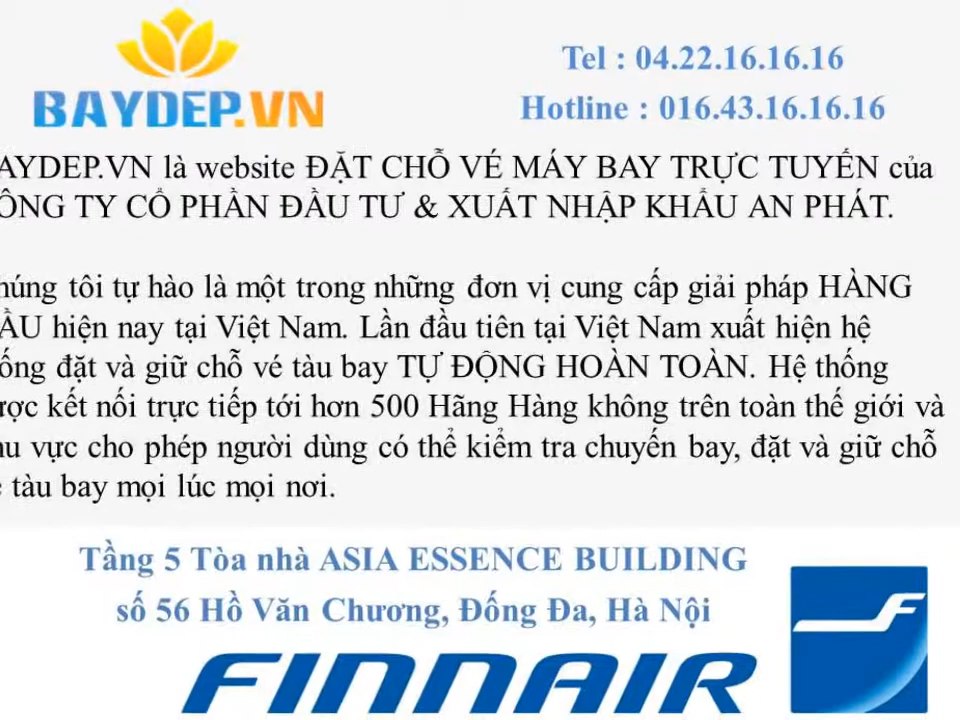 BAYDEP.VN
Tel : 04.22.16.16.16
Hotline : 016.43.16.16.16
AYDEP.VN là website ĐẶT CHỖ VÉ MÁY BAY TRỰC TUYẾN của
ÔNG TY CỔ PHẦN ĐẦU TƯ & XUẤT NHẬP KHẨU AN PHÁT.
húng tôi tự hào là một trong những đơn vị cung cấp giải pháp HÀNG
ẦU hiện nay tại Việt Nam. Lần đầu tiên tại Việt Nam xuất hiện hệ
ống đặt và giữ chỗ vé tàu bay TỰ ĐỘNG HOÀN TOÀN. Hệ thống
ược kết nối trực tiếp tới hơn 500 Hãng Hàng không trên toàn thế giới và
hu vực cho phép người dùng có thể kiểm tra chuyến bay, đặt và giữ chỗ
tàu bay mọi lúc mọi nơi.
Tầng 5 Tòa nhà ASIA ESSENCE BUILDING
số 56 Hồ Văn Chương, Đống Đa, Hà Nội
FINNAIR